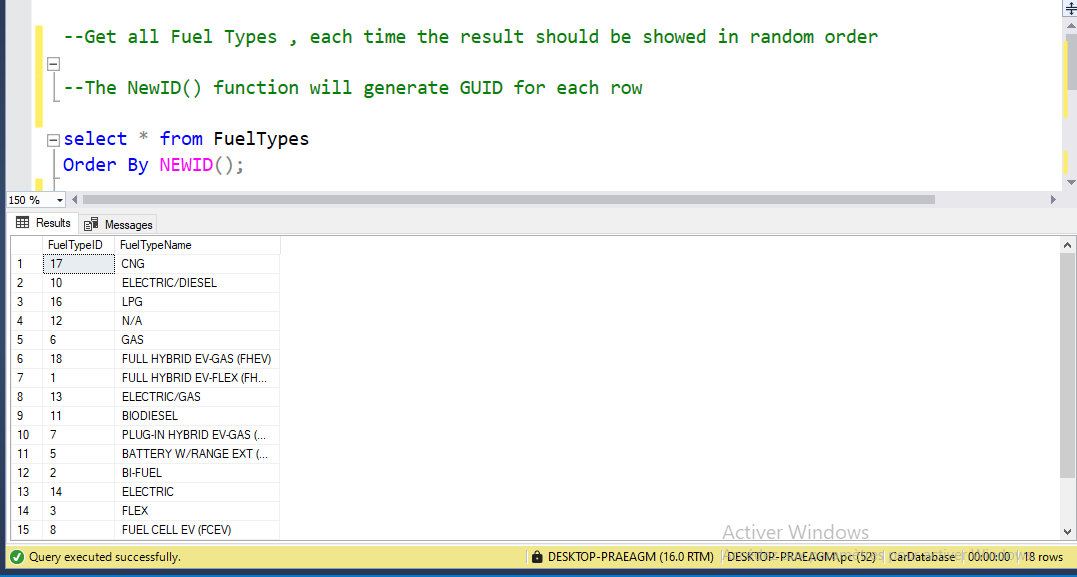 --Get all Fuel Types , each time the result should be showed in random order
--The NewID() function will generate GUID for each row
select * from FuelTypes
Order By NEWID();
150 %
Results Messages
FuelTypeID FuelTypeName
1 17 CNG
2 10 ELECTRIC/DIESEL
3 16 LPG
4 12 N/A
5 6 GAS
6 18 FULL HYBRID EV-GAS (FHEV)
7 1 FULL HYBRID EV-FLEX (FH...
8 13 ELECTRIC/GAS
9 11 BIODIESEL
10 7 PLUG-IN HYBRID EV-GAS (...
11 5 BATTERY W/RANGE EXT (...
12 2 BI-FUEL
13 14 ELECTRIC
14 3 FLEX
15 8 FUEL CELL EV (FCEV)
Activer Windows
Query executed successfully. DESKTOP-PRAEAGM (16.0 RTM) DESKTOP-PRAEAGM\pc (52) CarDatabase 00:00:00 18 rows